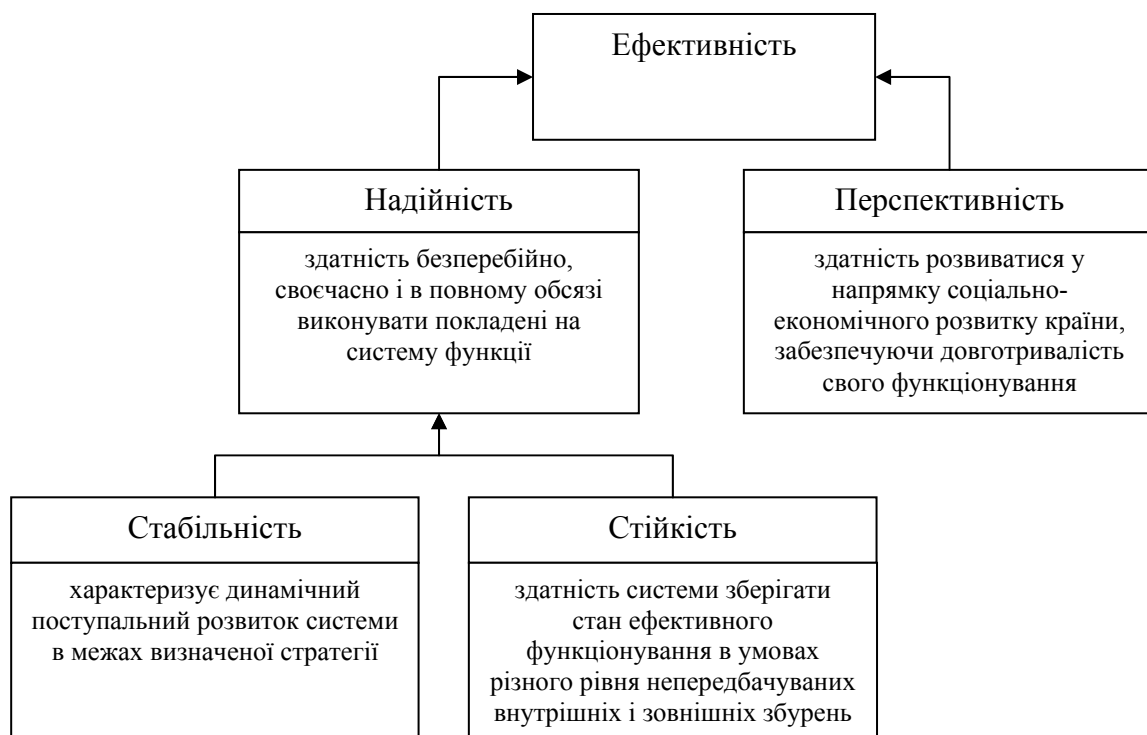 Ефективність
Надійність
здатність безперебійно,
своєчасно і в повному обсязі
виконувати покладені на
систему функції
Перспективність
здатність розвиватися у
напрямку соціально-
економічного розвитку країни,
забезпечуючи довготривалість
свого функціонування
Стабільність
характеризує динамічний
поступальний розвиток системи
в межах визначеної стратегії
Стійкість
здатність системи зберігати
стан ефективного
функціонування в умовах
різного рівня непередбачуваних
внутрішніх і зовнішніх збурень